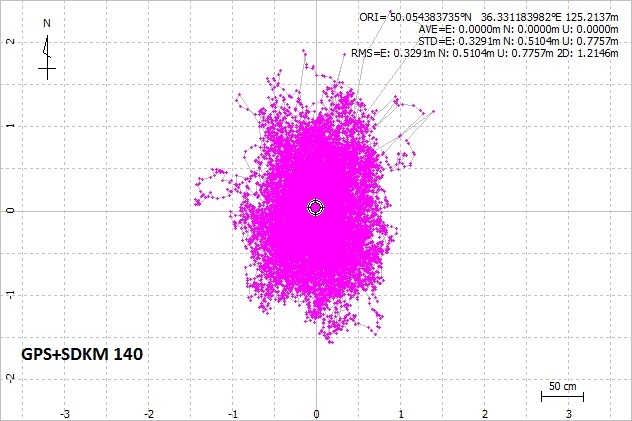 N
ORI= 50.054383735°N 36.331183982°E 125.2137m
AVE=E: 0.0000m N: 0.0000m U: 0.0000m
STD=E: 0.3291m N: 0.5104m U: 0.7757m
RMS=E: 0.3291m N: 0.5104m U: 0.7757m 2D: 1.2146m
2
1
0
-1
-2
GPS+SDKM 140
50 cm
-3 -2 -1 0 1 2 3